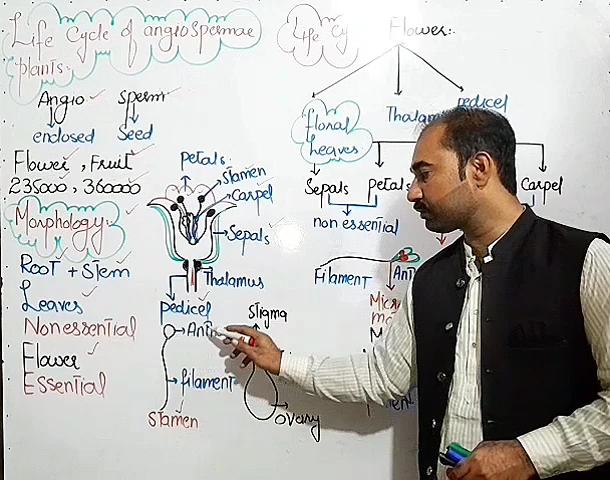 Life Cycle of angiospermae
plants.
Angio Sperm
enclosed Seed
Flower, Fruit
235000, 360000
Morphology
Root + Stem
Leaves
Nonessential
Flower
Essential
Petals
Stamen
Carpel
Sepals
Thalamus
Pedicel
Stigma
filament
Stamen
Ovary
Life Cy
Flower:-
floral
Leaves
Thalam
pedicel
Sepals Petals Carpel
non essential
Filament